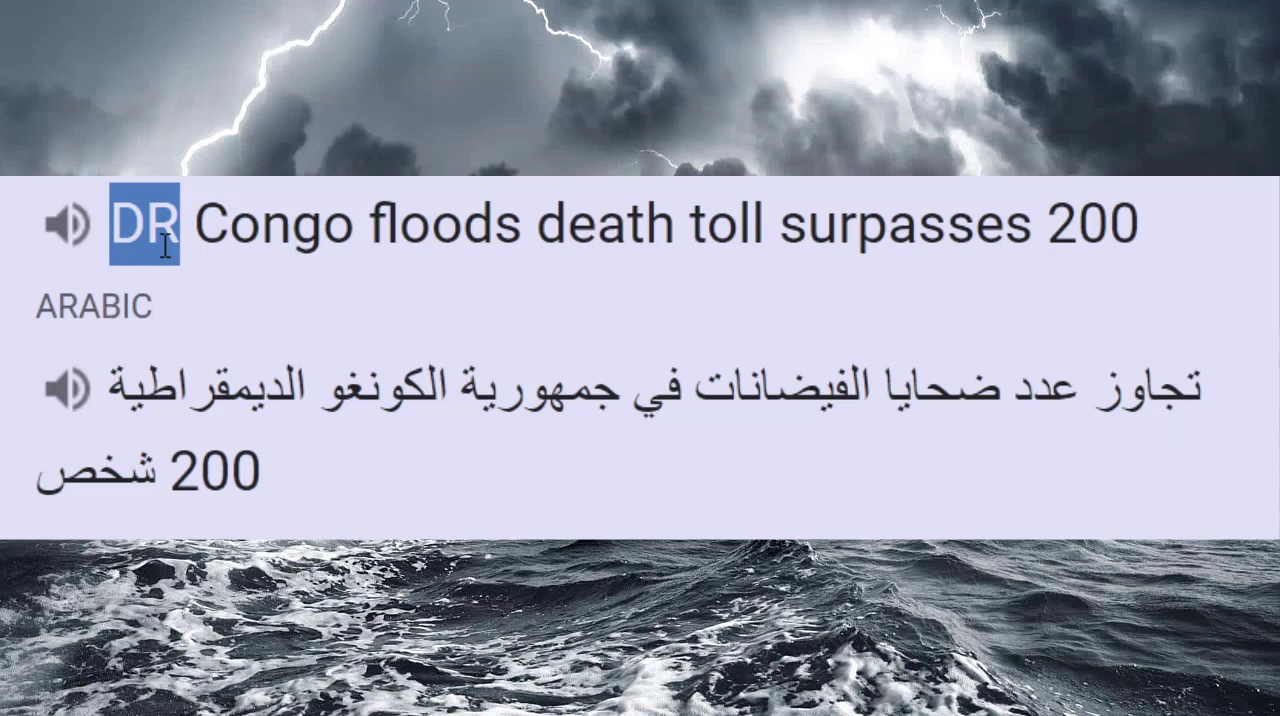 DR Congo floods death toll surpasses 200
ARABIC
تجاوز عدد ضحايا الفيضانات في جمهورية الكونغو الديمقراطية
200 شخص